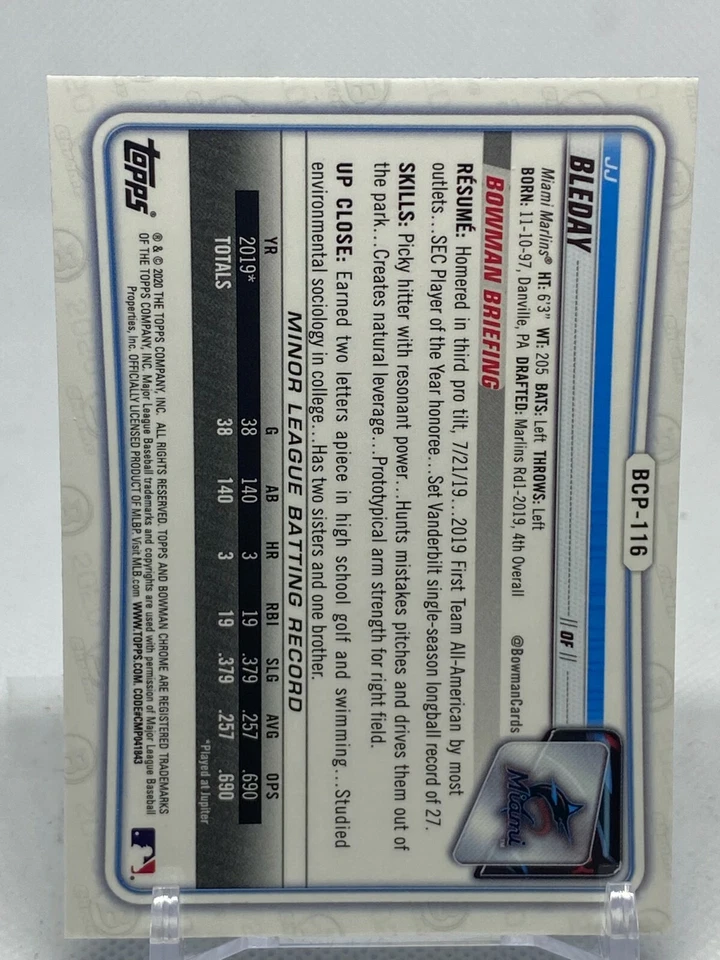 BCP-116
JJ
BLEDAY
|| OF ||
Miami Marlins® HT: 6'3" WT: 205 BATS: Left THROWS: Left
BORN: 11-10-97, Danville, PA DRAFTED: Marlins Rd1-2019, 4th Overall @BowmanCards
Miami
BOWMAN BRIEFING
RÉSUMÉ: Homered in third pro tilt, 7/21/19...2019 First Team All-American by most
outlets...SEC Player of the Year honoree...Set Vanderbilt single-season longball record of 27.
SKILLS: Picky hitter with resonant power...Hunts mistakes pitches and drives them out of
the park...Creates natural leverage...Prototypical arm strength for right field.
UP CLOSE: Earned two letters apiece in high school golf and swimming...Studied
environmental sociology in college...Has two sisters and one brother.
MINOR LEAGUE BATTING RECORD
YR G AB HR RBI SLG AVG OPS
2019* 38 140 3 19 .379 .257 .690
TOTALS 38 140 3 19 .379 .257 .690
*Played at Jupiter
topps®
® & © 2020 THE TOPPS COMPANY, INC. ALL RIGHTS RESERVED. TOPPS AND BOWMAN CHROME ARE REGISTERED TRADEMARKS
OF THE TOPPS COMPANY, INC. Major League Baseball trademarks and copyrights are used with permission of Major League Baseball
Properties, Inc. OFFICIALLY LICENSED PRODUCT OF MLBP. Visit MLB.com WWW.TOPPS.COM. CODE#CMP041843